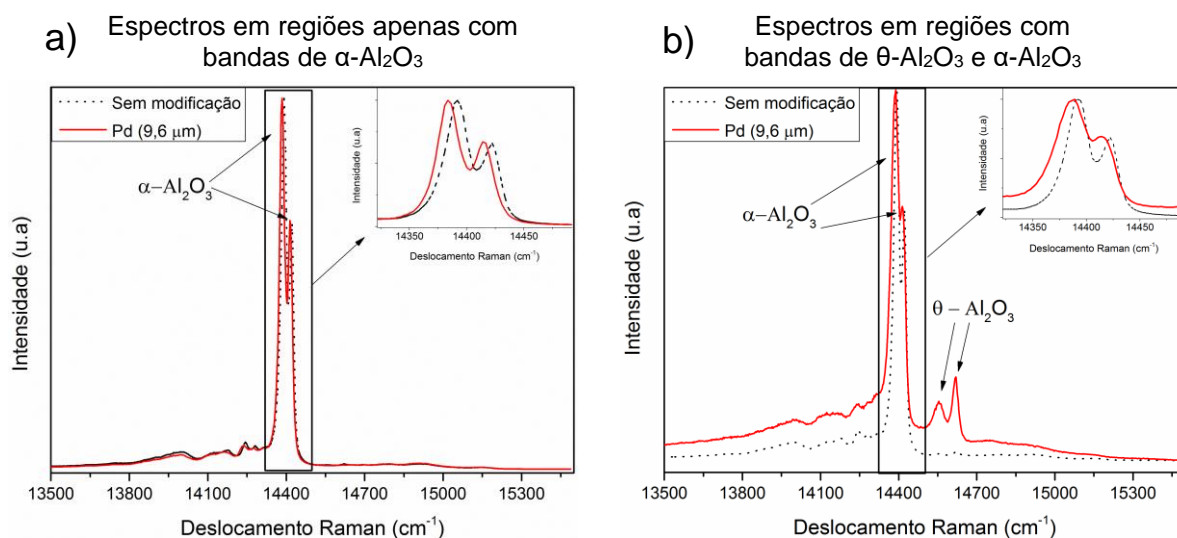 a)
Espectros em regiões apenas com
bandas de α-Al₂O₃
Sem modificação
Pd (9,6 μm)
α–Al₂O₃
Intensidade (u.a)
14350 14400 14450
Deslocamento Raman (cm⁻¹)
Intensidade (u.a)
13500 13800 14100 14400 14700 15000 15300
Deslocamento Raman (cm⁻¹)
b)
Espectros em regiões com
bandas de θ-Al₂O₃ e α-Al₂O₃
Sem modificação
Pd (9,6 μm)
α–Al₂O₃
θ – Al₂O₃
Intensidade (u.a)
14350 14400 14450
Deslocamento Raman (cm⁻¹)
Intensidade (u.a)
13500 13800 14100 14400 14700 15000 15300
Deslocamento Raman (cm⁻¹)